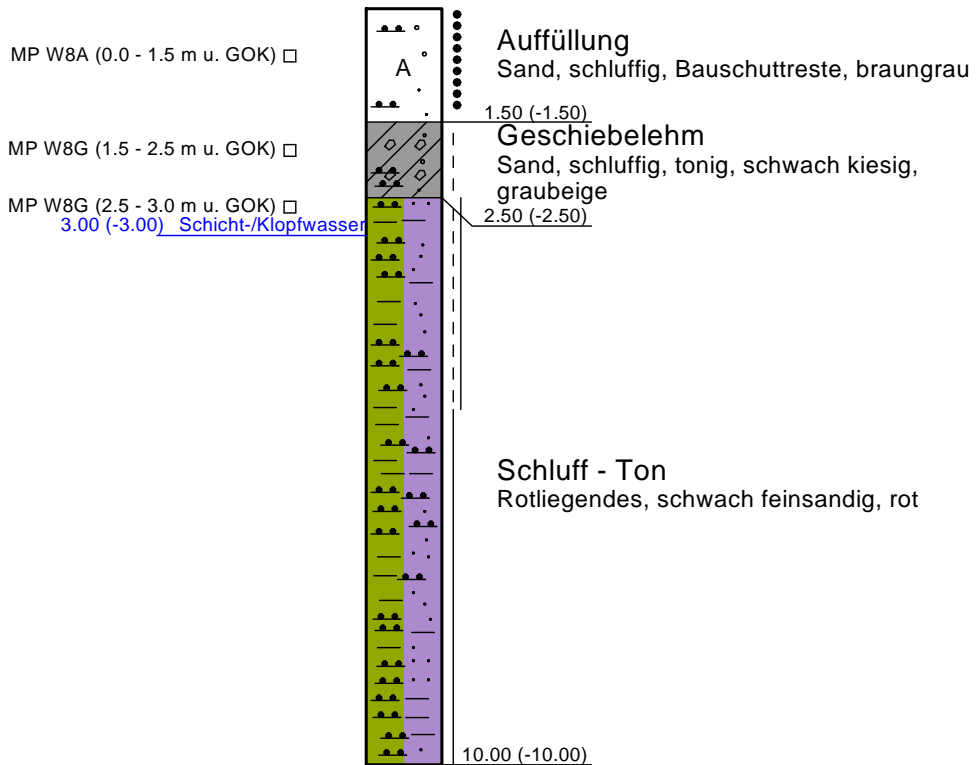 MP W8A (0.0 - 1.5 m u. GOK)
A
Auffüllung
Sand, schluffig, Bauschuttreste, braungrau
1.50 (-1.50)
MP W8G (1.5 - 2.5 m u. GOK)
Geschiebelehm
Sand, schluffig, tonig, schwach kiesig,
graubeige
MP W8G (2.5 - 3.0 m u. GOK)
2.50 (-2.50)
3.00 (-3.00) Schicht-/Klopfwasser
Schluff - Ton
Rotliegendes, schwach feinsandig, rot
10.00 (-10.00)